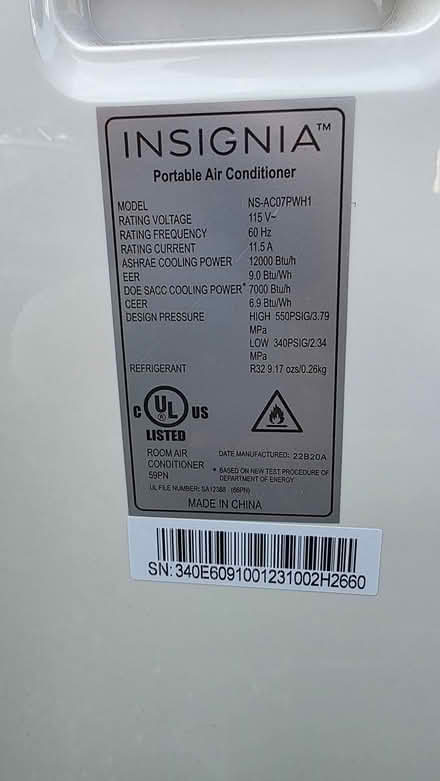 INSIGNIA™
Portable Air Conditioner
MODEL NS-AC07PWH1
RATING VOLTAGE 115 V~
RATING FREQUENCY 60 Hz
RATING CURRENT 11.5 A
ASHRAE COOLING POWER 12000 Btu/h
EER 9.0 Btu/Wh
DOE SACC COOLING POWER* 7000 Btu/h
CEER 6.9 Btu/Wh
DESIGN PRESSURE HIGH 550PSIG/3.79
MPa
LOW 340PSIG/2.34
MPa
REFRIGERANT R32 9.17 ozs/0.26kg
C UL US
LISTED
ROOM AIR
CONDITIONER
59PN
DATE MANUFACTURED: 22B20A
* BASED ON NEW TEST PROCEDURE OF
DEPARTMENT OF ENERGY
UL FILE NUMBER: SA12388 (66PN)
MADE IN CHINA
SN: 340E6091001231002H2660